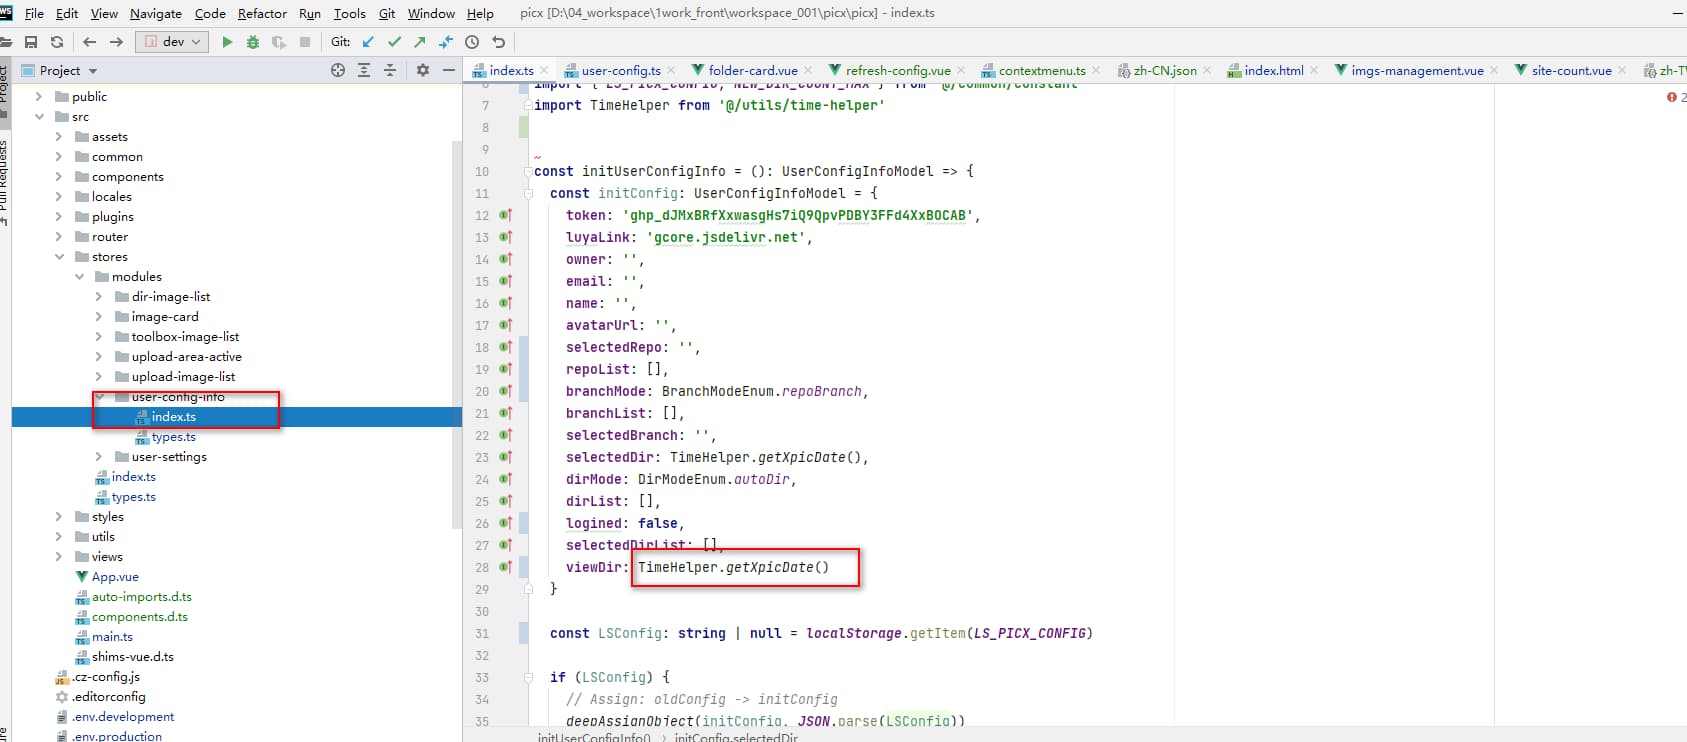 File Edit View Navigate Code Refactor Run Tools Git Window Help picx [D:\04_workspace\1work_front\workspace_001\picx\picx] - index.ts
dev Git:
Project
index.ts user-config.ts folder-card.vue refresh-config.vue contextmenu.ts zh-CN.json index.html imgs-management.vue site-count.vue zh-TW
Project
Pull Requests
public
src
assets
common
components
locales
plugins
router
stores
modules
dir-image-list
image-card
toolbox-image-list
upload-area-active
upload-image-list
user-config-info
index.ts
types.ts
user-settings
index.ts
types.ts
styles
utils
views
App.vue
auto-imports.d.ts
components.d.ts
main.ts
shims-vue.d.ts
.cz-config.js
.editorconfig
.env.development
.env.production
6 import { LS_PICX_CONFIG, NEW_DIR_COUNT_MAX } from '@/common/constant'
7 import TimeHelper from '@/utils/time-helper'
8
9
10 const initUserConfigInfo = (): UserConfigInfoModel => {
11 const initConfig: UserConfigInfoModel = {
12 token: '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AB',
13 luyaLink: 'gcore.jsdelivr.net',
14 owner: '',
15 email: '',
16 name: '',
17 avatarUrl: '',
18 selectedRepo: '',
19 repoList: [],
20 branchMode: BranchModeEnum.repoBranch,
21 branchList: [],
22 selectedBranch: '',
23 selectedDir: TimeHelper.getXpicDate(),
24 dirMode: DirModeEnum.autoDir,
25 dirList: [],
26 logined: false,
27 selectedDirList: [],
28 viewDir: TimeHelper.getXpicDate()
29 }
30
31 const LSConfig: string | null = localStorage.getItem(LS_PICX_CONFIG)
32
33 if (LSConfig) {
34 // Assign: oldConfig -> initConfig
35 deepAssignObject(initConfig, JSON.parse(LSConfig))
initUserConfigInfo() > initConfig.selectedDir
2